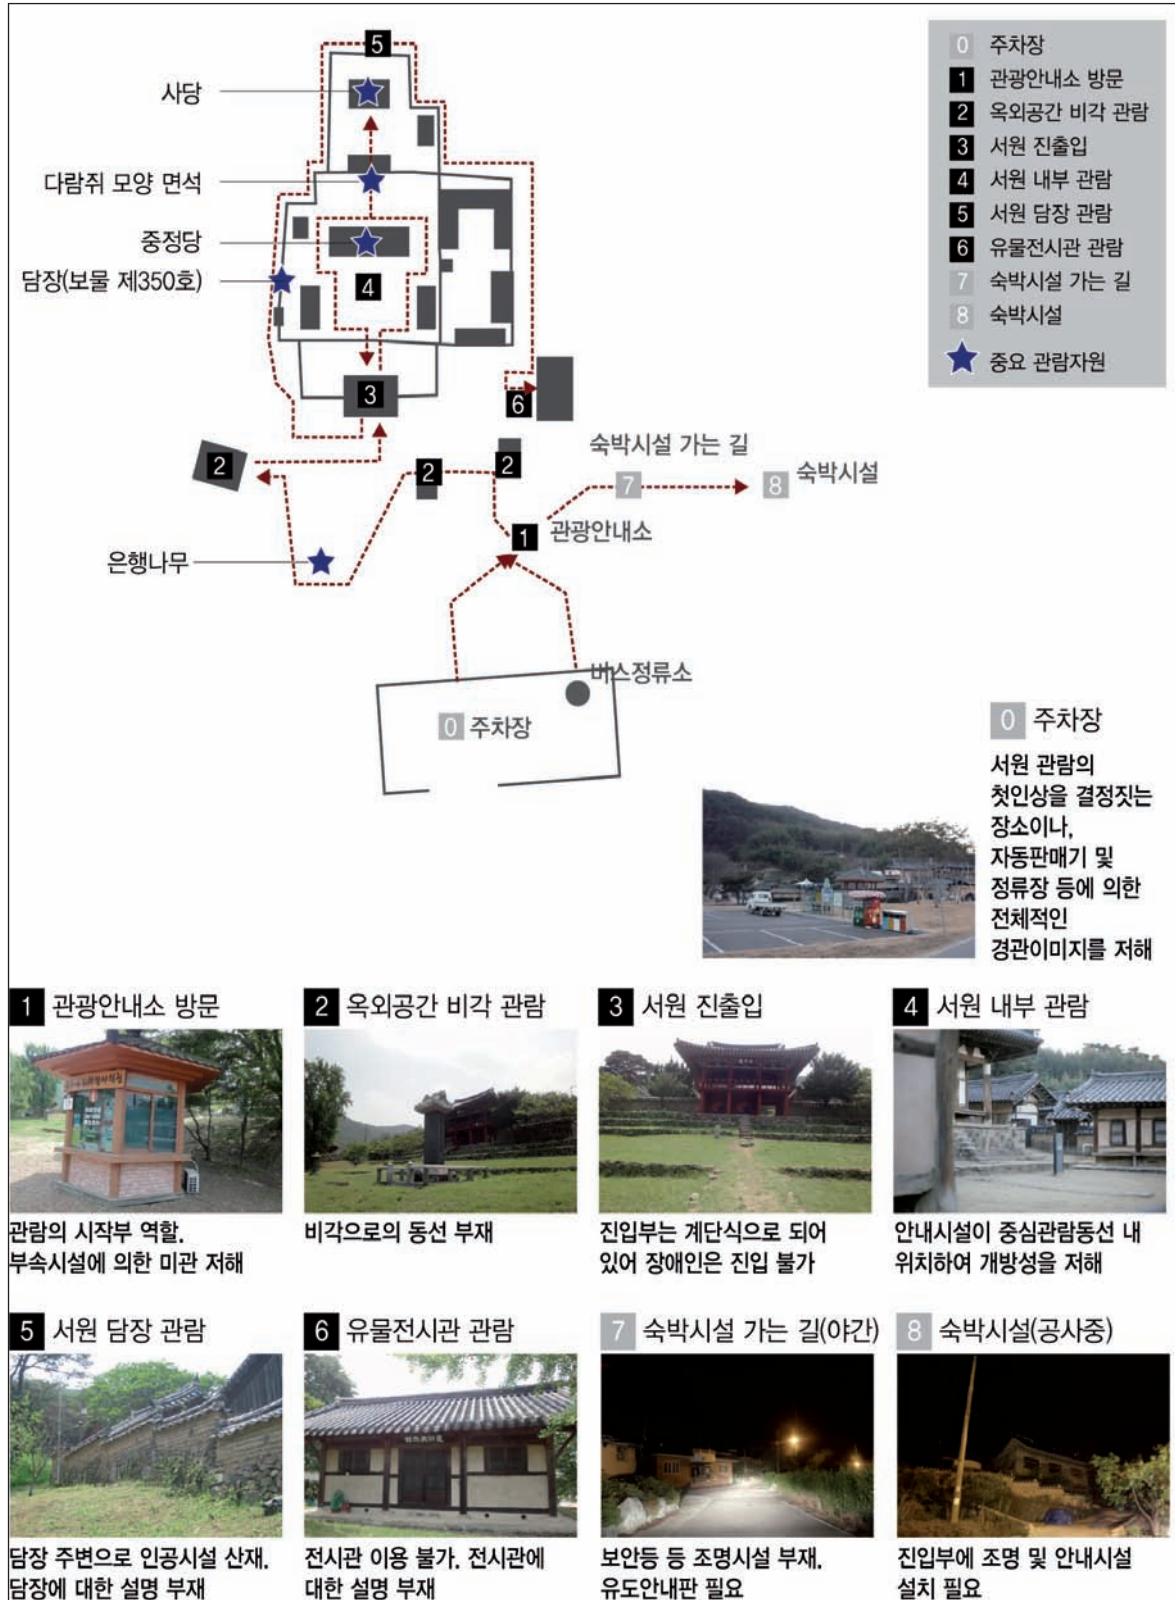 5
사당
다람쥐 모양 면석
중정당
담장(보물 제350호)
4
3
6
2
2
2
숙박시설 가는 길
7
8 숙박시설
1 관광안내소
은행나무
버스정류소
0 주차장
0 주차장
1 관광안내소 방문
2 옥외공간 비각 관람
3 서원 진출입
4 서원 내부 관람
5 서원 담장 관람
6 유물전시관 관람
7 숙박시설 가는 길
8 숙박시설
중요 관람자원
0 주차장
서원 관람의
첫인상을 결정짓는
장소이나,
자동판매기 및
정류장 등에 의한
전체적인
경관이미지를 저해
1 관광안내소 방문
관람의 시작부 역할.
부속시설에 의한 미관 저해
2 옥외공간 비각 관람
비각으로의 동선 부재
3 서원 진출입
진입부는 계단식으로 되어
있어 장애인은 진입 불가
4 서원 내부 관람
안내시설이 중심관람동선 내
위치하여 개방성을 저해
5 서원 담장 관람
담장 주변으로 인공시설 산재.
담장에 대한 설명 부재
6 유물전시관 관람
전시관 이용 불가. 전시관에
대한 설명 부재
7 숙박시설 가는 길(야간)
보안등 등 조명시설 부재.
유도안내판 필요
8 숙박시설(공사중)
진입부에 조명 및 안내시설
설치 필요